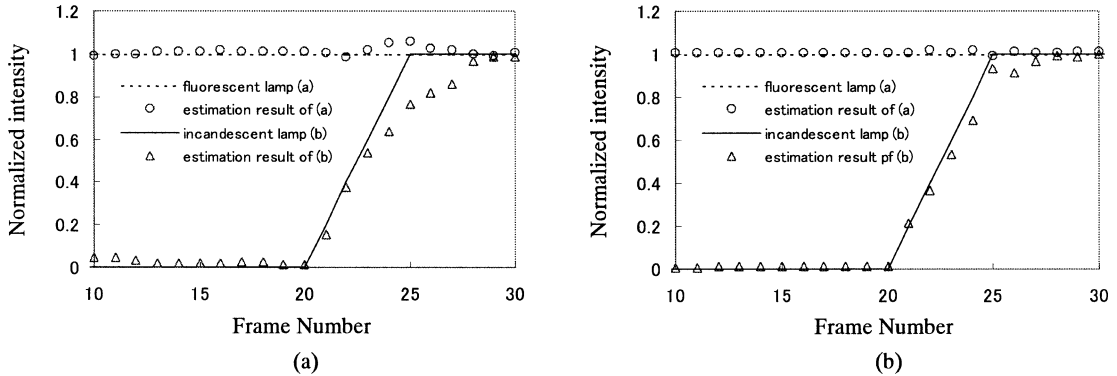 1.2
1
0.8
0.6
0.4
0.2
0
Normalized intensity
fluorescent lamp (a)
estimation result of (a)
incandescent lamp (b)
estimation result of (b)
10 15 20 25 30
Frame Number
(a)
1.2
1
0.8
0.6
0.4
0.2
0
Normalized intensity
fluorescent lamp (a)
estimation result of (a)
incandescent lamp (b)
estimation result pf (b)
10 15 20 25 30
Frame Number
(b)